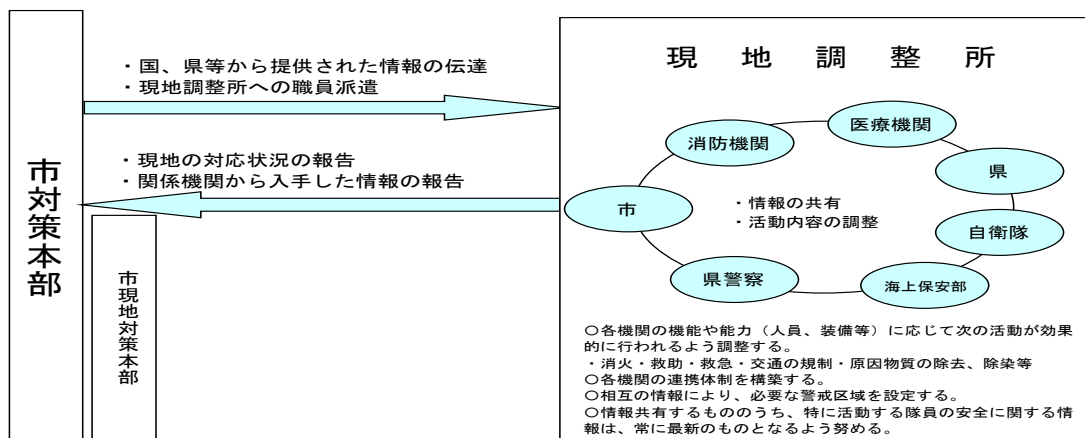 市対策本部
市現地対策本部
・国、県等から提供された情報の伝達
・現地調整所への職員派遣
・現地の対応状況の報告
・関係機関から入手した情報の報告
現地調整所
医療機関
消防機関
県
市
・情報の共有
・活動内容の調整
自衛隊
県警察
海上保安部
○各機関の機能や能力（人員、装備等）に応じて次の活動が効果
的に行われるよう調整する。
・消火・救助・救急・交通の規制・原因物質の除去、除染等
○各機関の連携体制を構築する。
○相互の情報により、必要な警戒区域を設定する。
○情報共有するもののうち、特に活動する隊員の安全に関する情
報は、常に最新のものとなるよう努める。